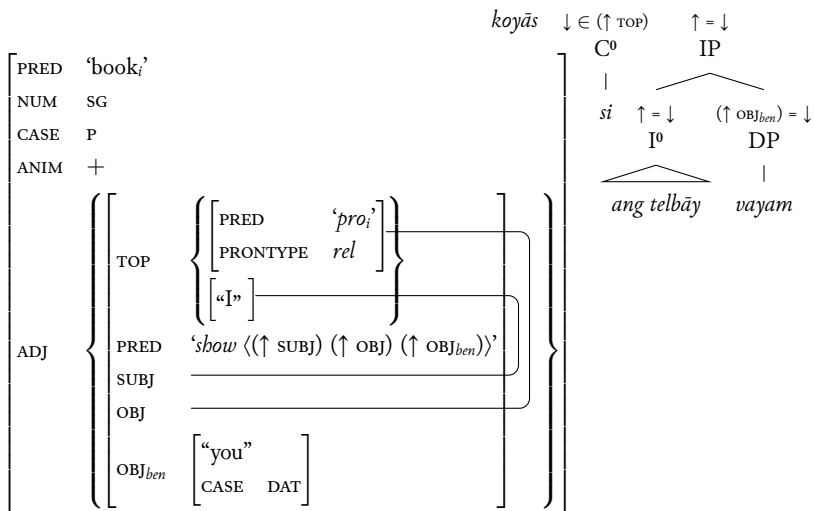 koyās ↓ ∈ (↑ TOP) ↑ = ↓
C⁰ IP
PRED ‘bookᵢ’
NUM SG
si ↑ = ↓ (↑ OBJben) = ↓
CASE P
I⁰ DP
ANIM +
ang telbāy vayam
PRED ‘proᵢ’
PRONTYPE rel
TOP
[“I” ]
ADJ
PRED ‘show ⟨(↑ SUBJ) (↑ OBJ) (↑ OBJben)⟩’
SUBJ
OBJ
“you”
OBJben
CASE DAT